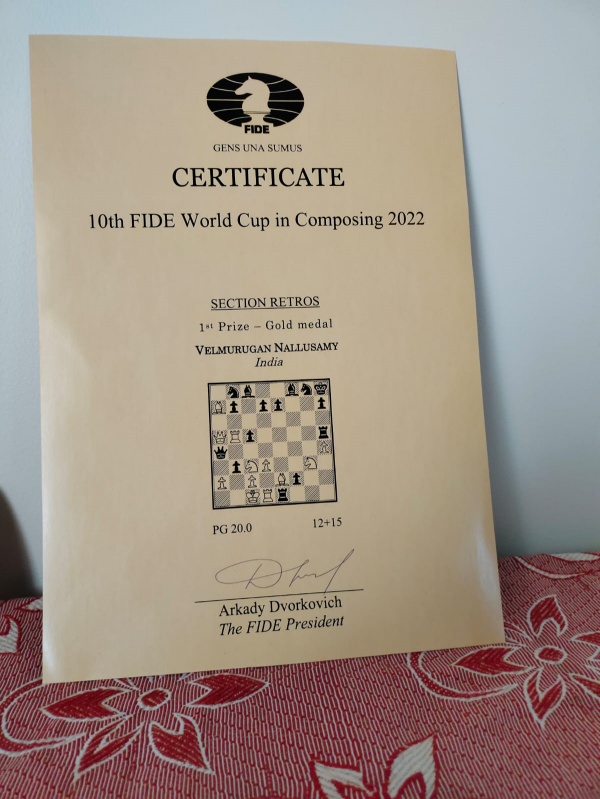 FIDE
GENS UNA SUMUS
CERTIFICATE
10th FIDE World Cup in Composing 2022
SECTION RETROS
1st Prize – Gold medal
VELMURUGAN NALLUSAMY
India
PG 20.0 12+15
Arkady Dvorkovich
The FIDE President